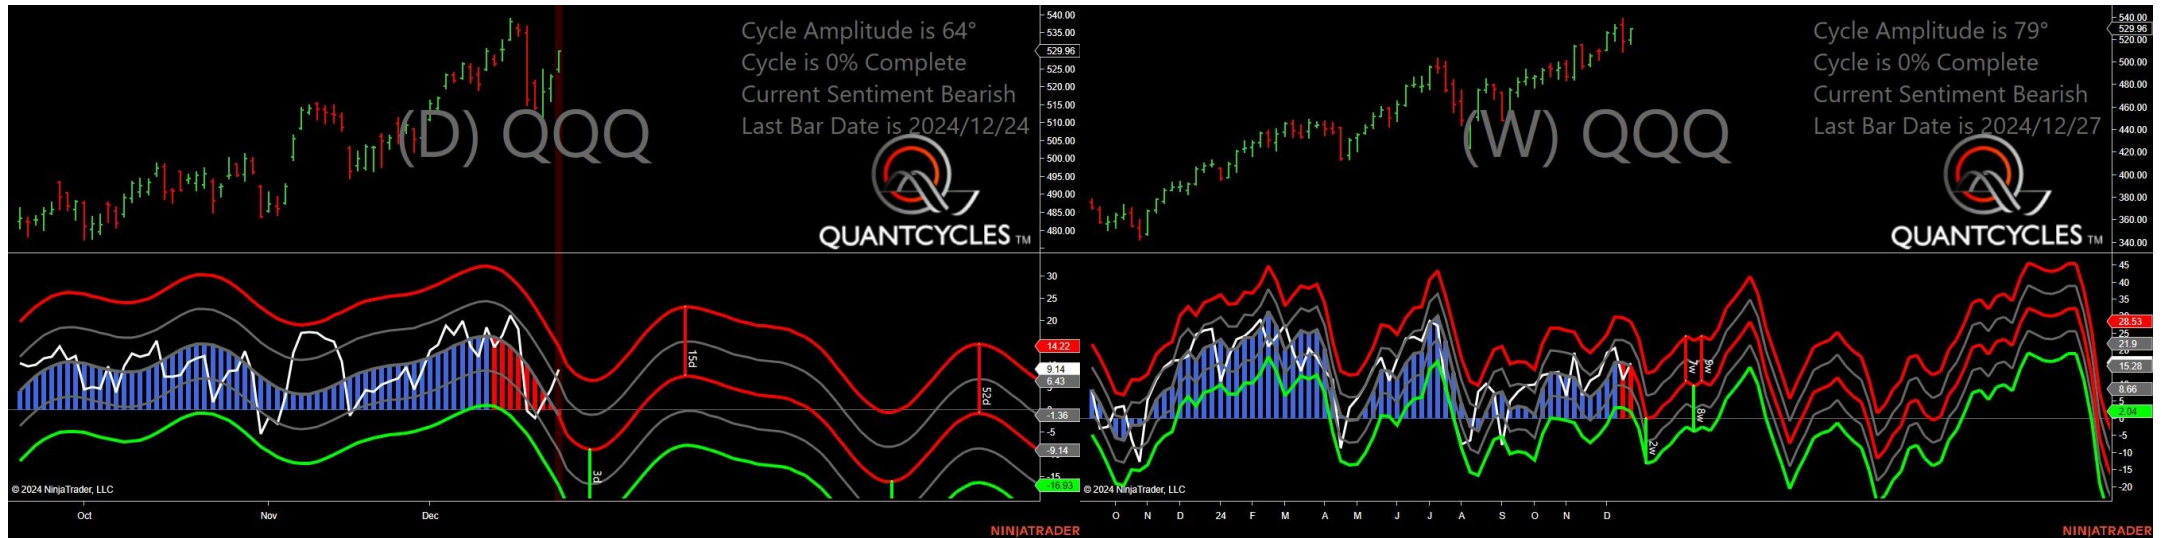 Cycle Amplitude is 64°
Cycle is 0% Complete
Current Sentiment Bearish
Last Bar Date is 2024/12/24
(D) QQQ
QUANTCYCLES TM
540.00
535.00
529.96
525.00
520.00
515.00
510.00
505.00
500.00
495.00
490.00
485.00
480.00
30
25
20
14.22
9.14
6.43
-1.36
-5
-9.14
-16.93
15d
52d
3d
© 2024 NinjaTrader, LLC
Oct
Nov
Dec
NINJATRADER
Cycle Amplitude is 79°
Cycle is 0% Complete
Current Sentiment Bearish
Last Bar Date is 2024/12/27
(W) QQQ
QUANTCYCLES TM
540.00
529.96
520.00
500.00
480.00
460.00
440.00
420.00
400.00
380.00
360.00
340.00
45
40
35
28.53
21.9
15.28
8.66
2.04
-5
-10
-15
-20
7w
9w
8w
2w
© 2024 NinjaTrader, LLC
O
N
D
24
F
M
A
M
J
J
A
S
O
N
D
NINJATRADER